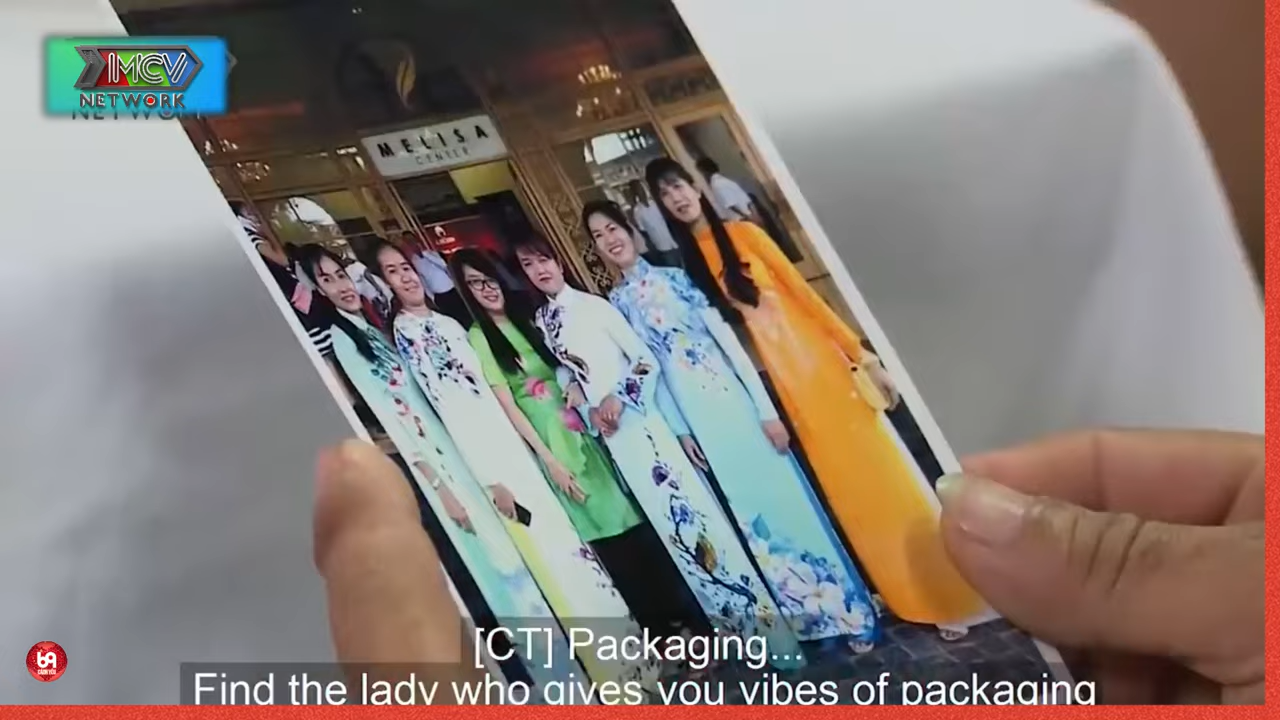 MCV
NETWORK
MELISA
CENTER
[CT] Packaging...
Find the lady who gives you vibes of packaging